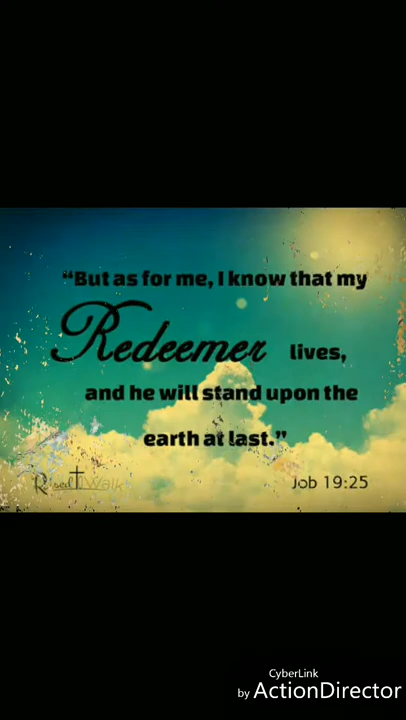 “But as for me, I know that my
Redeemer lives,
and he will stand upon the
earth at last.”
Job 19:25
CyberLink
by ActionDirector